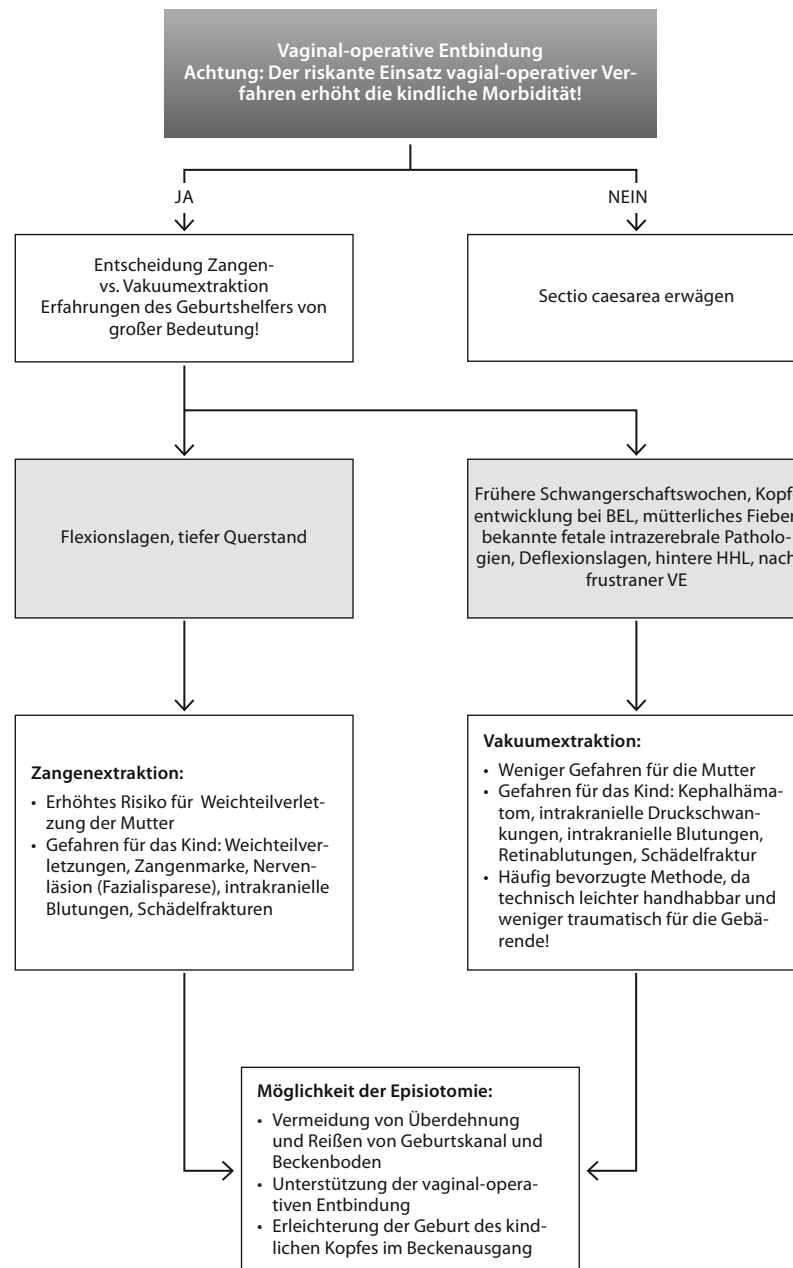 Vaginal-operative Entbindung
Achtung: Der riskante Einsatz vagial-operativer Ver-
fahren erhöht die kindliche Morbidität!
JA
NEIN
Entscheidung Zangen-
vs. Vakuumextraktion
Erfahrungen des Geburtshelfers von
großer Bedeutung!
Sectio caesarea erwägen
Flexionslagen, tiefer Querstand
Frühere Schwangerschaftswochen, Kopf
entwicklung bei BEL, mütterliches Fieber
bekannte fetale intrazerebrale Patholo-
gien, Deflexionslagen, hintere HHL, nach
frustraner VE
Zangenextraktion:
• Erhöhtes Risiko für Weichteilverlet-
zung der Mutter
• Gefahren für das Kind: Weichteilver-
letzungen, Zangenmarke, Nerven-
läsion (Fazialisparese), intrakranielle
Blutungen, Schädelfrakturen
Vakuumextraktion:
• Weniger Gefahren für die Mutter
• Gefahren für das Kind: Kephalhäma-
tom, intrakranielle Druckschwan-
kungen, intrakranielle Blutungen,
Retinablutungen, Schädelfraktur
• Häufig bevorzugte Methode, da
technisch leichter handhabbar und
weniger traumatisch für die Gebä-
rende!
Möglichkeit der Episiotomie:
• Vermeidung von Überdehnung
und Reißen von Geburtskanal und
Beckenboden
• Unterstützung der vaginal-opera-
tiven Entbindung
• Erleichterung der Geburt des kind-
lichen Kopfes im Beckenausgang